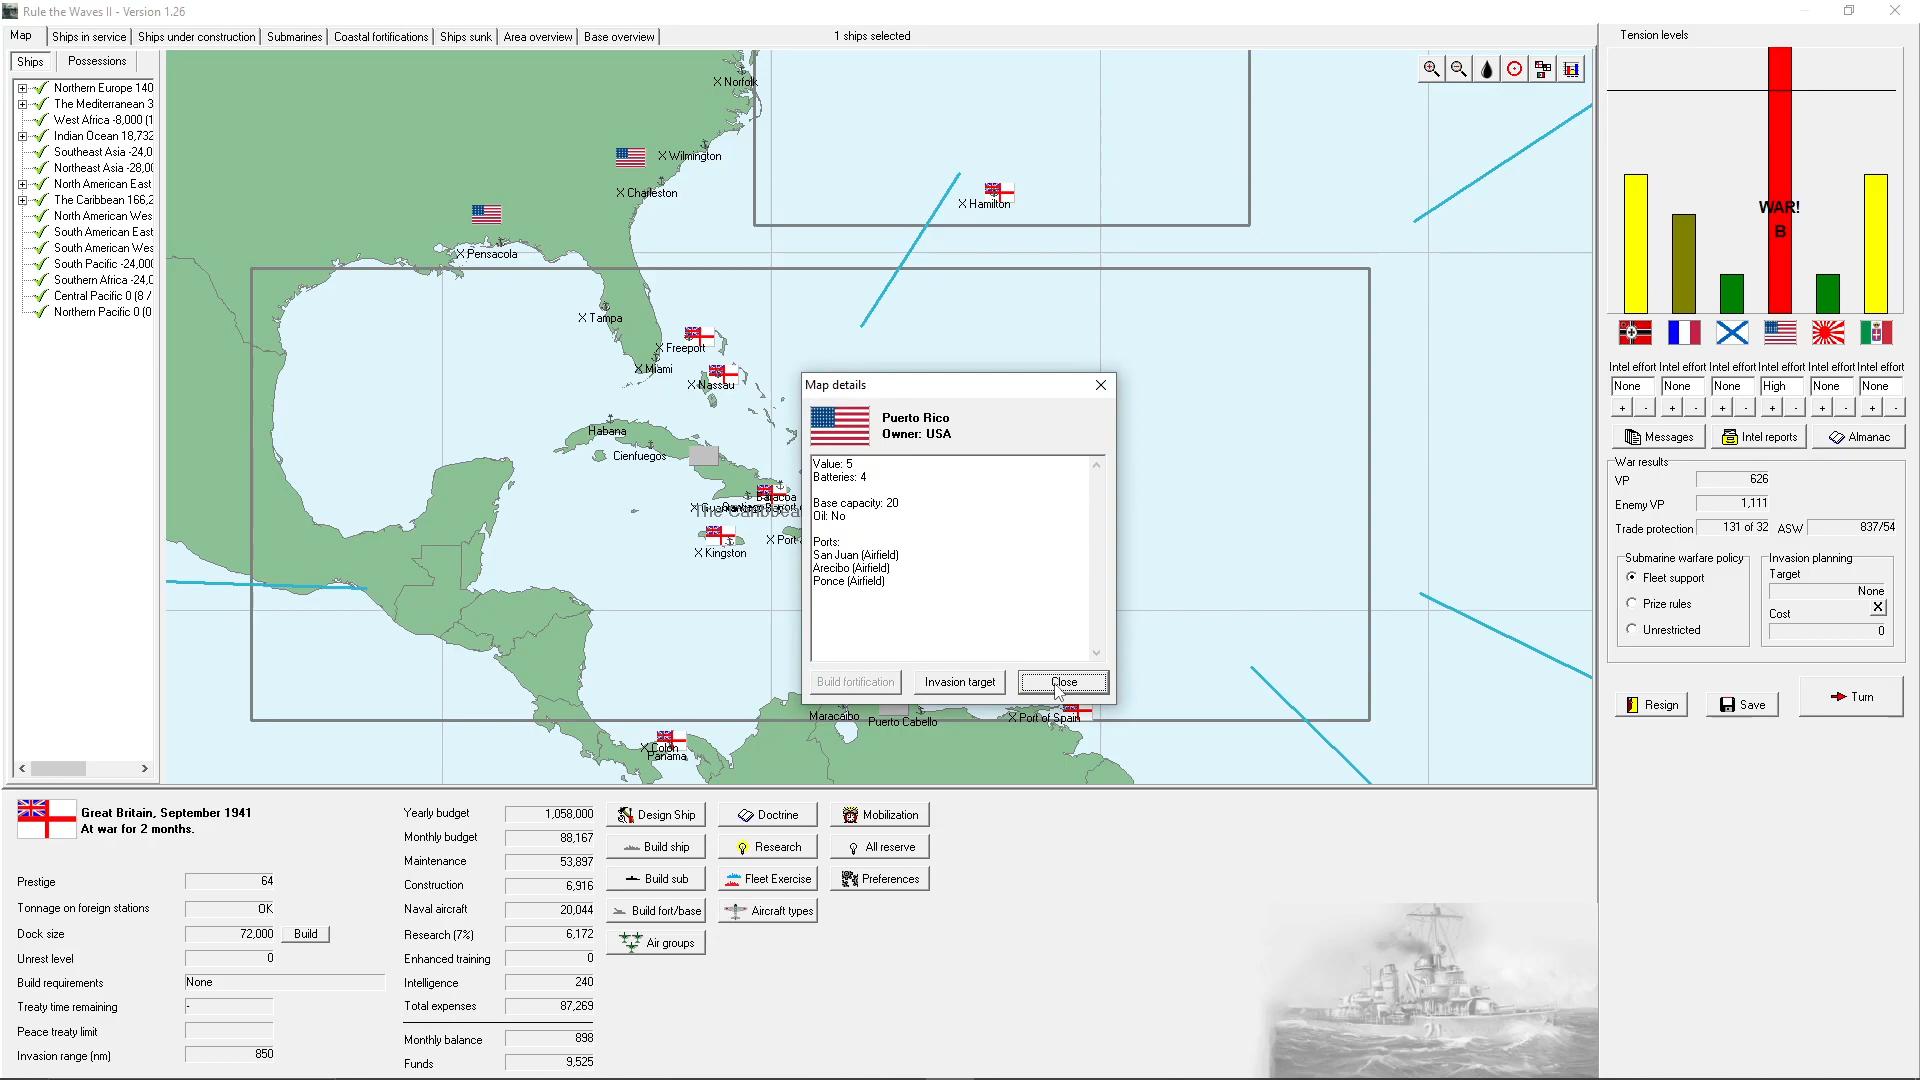 Rule the Waves II - Version 1.26
Map
Ships in service
Ships under construction
Submarines
Coastal fortifications
Ships sunk
Area overview
Base overview
1 ships selected
Ships
Possessions
Northern Europe 140
The Mediterranean 3
West Africa -8,000 (1
Indian Ocean 18,732
Southeast Asia -24,0
Northeast Asia -28,00
North American East
The Caribbean 166,2
North American Wes
South American East
South American Wes
South Pacific -24,000
Southern Africa -24,0
Central Pacific 0 (8 /
Northern Pacific 0 (0
X Norfolk
X Wilmington
X Charleston
X Pensacola
X Hamilton
X Tampa
X Freeport
X Miami
X Nassau
Habana
Cienfuegos
Baracoa
The Caribbea
X Kingston
X Port
Maracaibo
Puerto Cabello
X Port of Spain
X Colon
Panama
Map details
Puerto Rico
Owner: USA
Value: 5
Batteries: 4
Base capacity: 20
Oil: No
Ports:
San Juan (Airfield)
Arecibo (Airfield)
Ponce (Airfield)
Build fortification
Invasion target
Close
Tension levels
WAR!
B
Intel effort Intel effort Intel effort Intel effort Intel effort Intel effort
None None None High None None
+ - + - + - + - + - + -
Messages
Intel reports
Almanac
War results
VP 626
Enemy VP 1,111
Trade protection 131 of 32 ASW 837/54
Submarine warfare policy
Fleet support
Prize rules
Unrestricted
Invasion planning
Target
None
Cost X
0
Resign
Save
Turn
Great Britain, September 1941
At war for 2 months.
Prestige 64
Tonnage on foreign stations OK
Dock size 72,000 Build
Unrest level 0
Build requirements None
Treaty time remaining -
Peace treaty limit
Invasion range (nm) 850
Yearly budget 1,058,000
Monthly budget 88,167
Maintenance 53,897
Construction 6,916
Naval aircraft 20,044
Research (7%) 6,172
Enhanced training 0
Intelligence 240
Total expenses 87,269
Monthly balance 898
Funds 9,525
Design Ship
Doctrine
Mobilization
Build ship
Research
All reserve
Build sub
Fleet Exercise
Preferences
Build fort/base
Aircraft types
Air groups